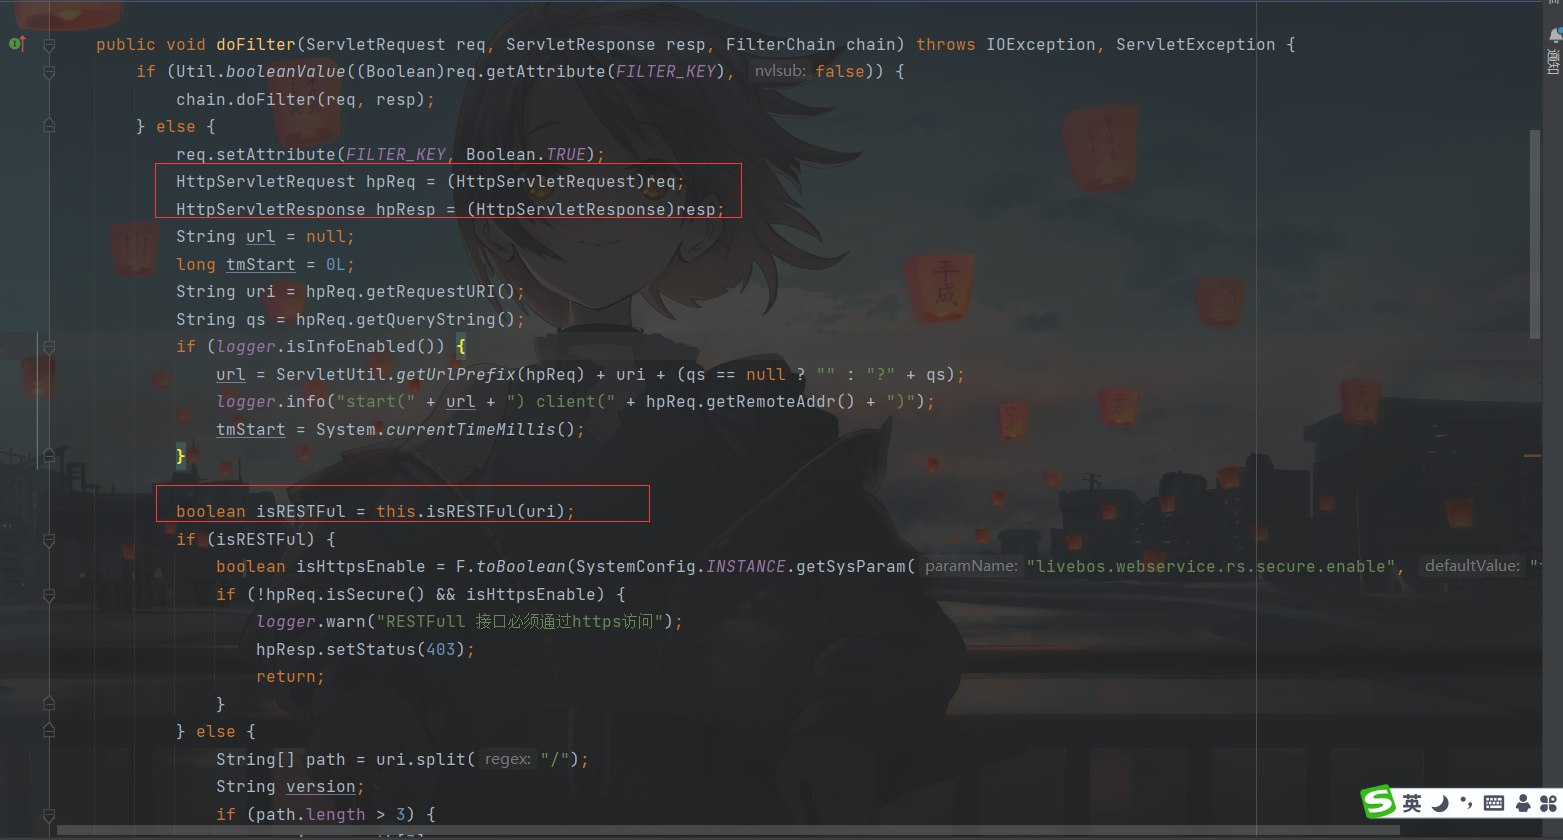 public void doFilter(ServletRequest req, ServletResponse resp, FilterChain chain) throws IOException, ServletException {
if (Util.booleanValue((Boolean)req.getAttribute(FILTER_KEY), nvlsub: false)) {
chain.doFilter(req, resp);
} else {
req.setAttribute(FILTER_KEY, Boolean.TRUE);
HttpServletRequest hpReq = (HttpServletRequest)req;
HttpServletResponse hpResp = (HttpServletResponse)resp;
String url = null;
long tmStart = 0L;
String uri = hpReq.getRequestURI();
String qs = hpReq.getQueryString();
if (logger.isInfoEnabled()) {
url = ServletUtil.getUrlPrefix(hpReq) + uri + (qs == null ? "" : "?" + qs);
logger.info("start(" + url + ") client(" + hpReq.getRemoteAddr() + ")");
tmStart = System.currentTimeMillis();
}
boolean isRESTFul = this.isRESTFul(uri);
if (isRESTFul) {
boolean isHttpsEnable = F.toBoolean(SystemConfig.INSTANCE.getSysParam( paramName: "livebos.webservice.rs.secure.enable", defaultValue: "
if (!hpReq.isSecure() && isHttpsEnable) {
logger.warn("RESTFull 接口必须通过https访问");
hpResp.setStatus(403);
return;
}
} else {
String[] path = uri.split( regex: "/");
String version;
if (path.length > 3) {
通知
平成
英